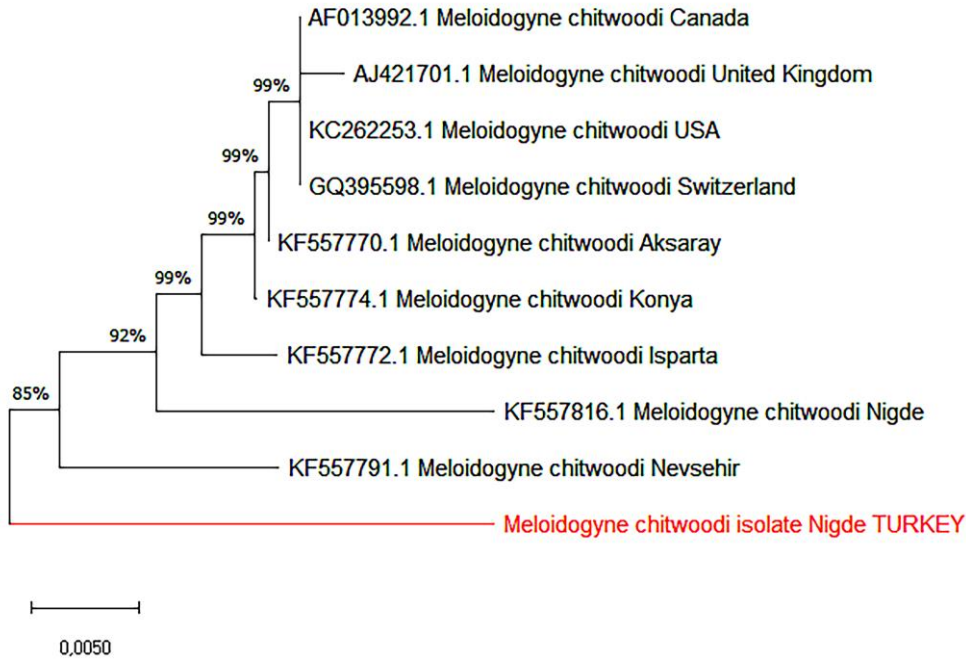 AF013992.1 Meloidogyne chitwoodi Canada
AJ421701.1 Meloidogyne chitwoodi United Kingdom
99%
KC262253.1 Meloidogyne chitwoodi USA
99%
GQ395598.1 Meloidogyne chitwoodi Switzerland
99%
KF557770.1 Meloidogyne chitwoodi Aksaray
99%
KF557774.1 Meloidogyne chitwoodi Konya
92%
KF557772.1 Meloidogyne chitwoodi Isparta
85%
KF557816.1 Meloidogyne chitwoodi Nigde
KF557791.1 Meloidogyne chitwoodi Nevsehir
Meloidogyne chitwoodi isolate Nigde TURKEY
0,0050